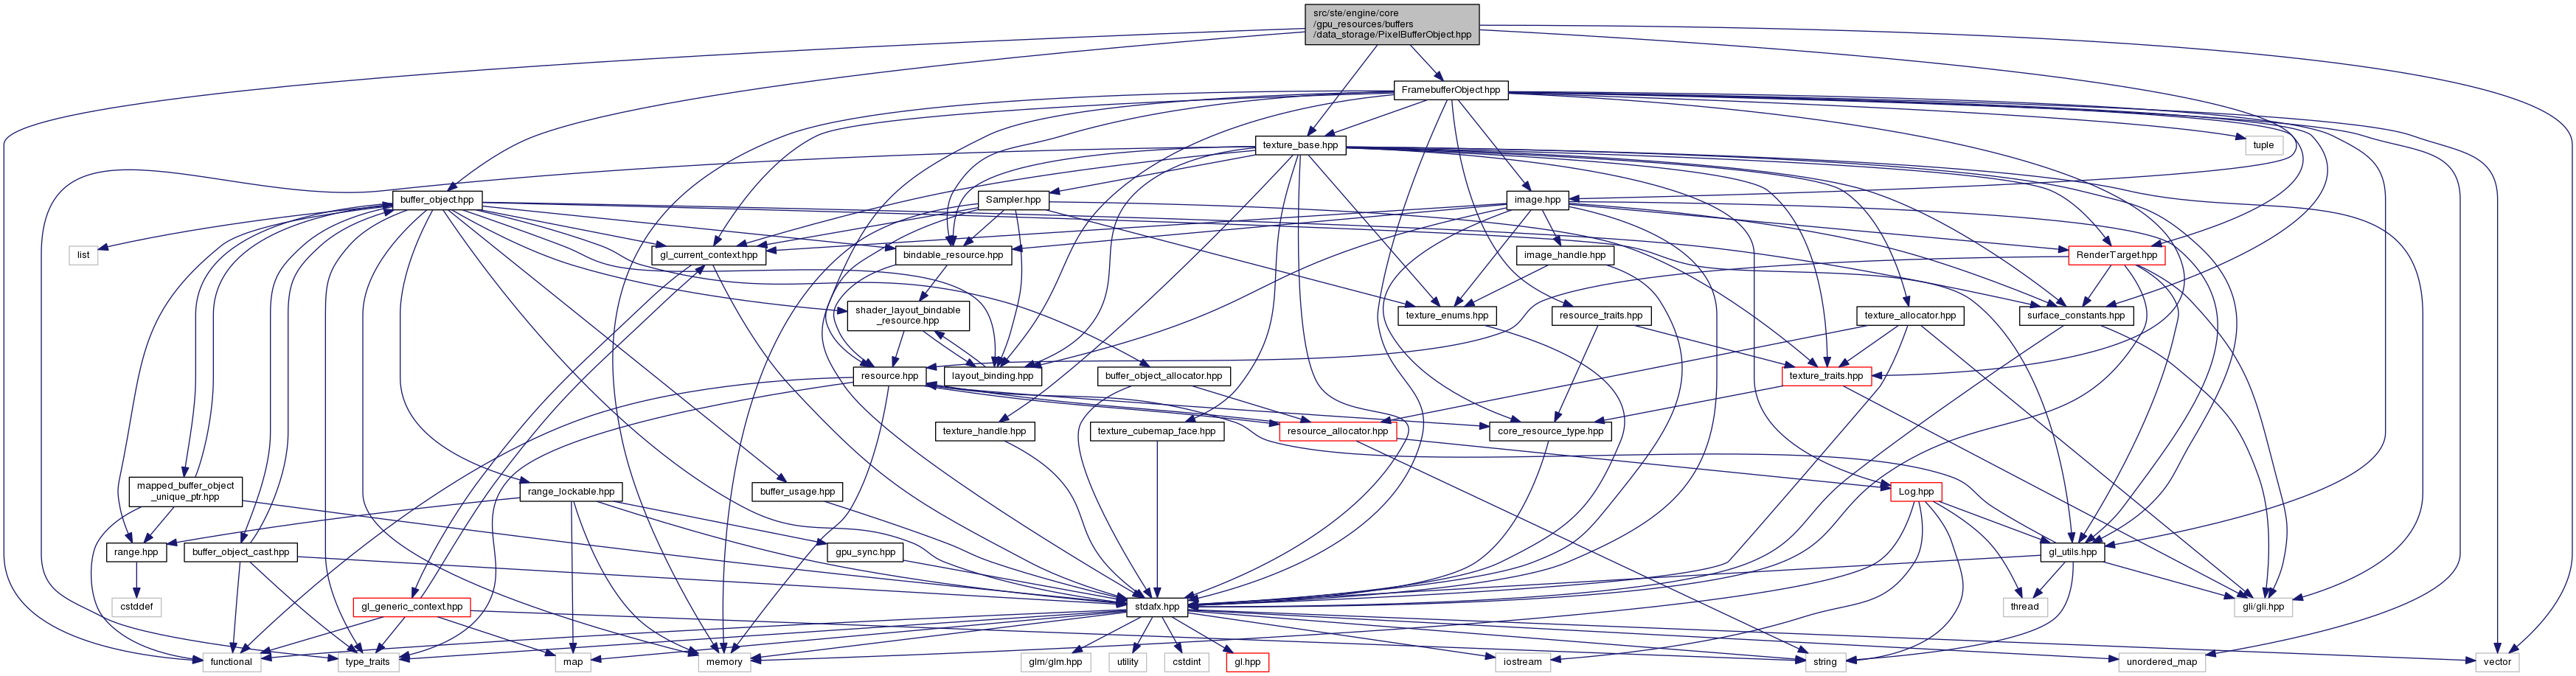 src/ste/engine/core
/gpu_resources/buffers
/data_storage/PixelBufferObject.hpp
FramebufferObject.hpp
texture_base.hpp
tuple
buffer_object.hpp
Sampler.hpp
image.hpp
list
gl_current_context.hpp
bindable_resource.hpp
image_handle.hpp
RenderTarget.hpp
shader_layout_bindable
_resource.hpp
texture_enums.hpp
resource_traits.hpp
texture_allocator.hpp
surface_constants.hpp
resource.hpp
layout_binding.hpp
buffer_object_allocator.hpp
texture_traits.hpp
texture_handle.hpp
texture_cubemap_face.hpp
resource_allocator.hpp
core_resource_type.hpp
mapped_buffer_object
_unique_ptr.hpp
range_lockable.hpp
buffer_usage.hpp
Log.hpp
range.hpp
buffer_object_cast.hpp
gpu_sync.hpp
gl_utils.hpp
cstddef
gl_generic_context.hpp
stdafx.hpp
thread
gli/gli.hpp
functional
type_traits
map
memory
glm/glm.hpp
utility
cstdint
gl.hpp
iostream
string
unordered_map
vector